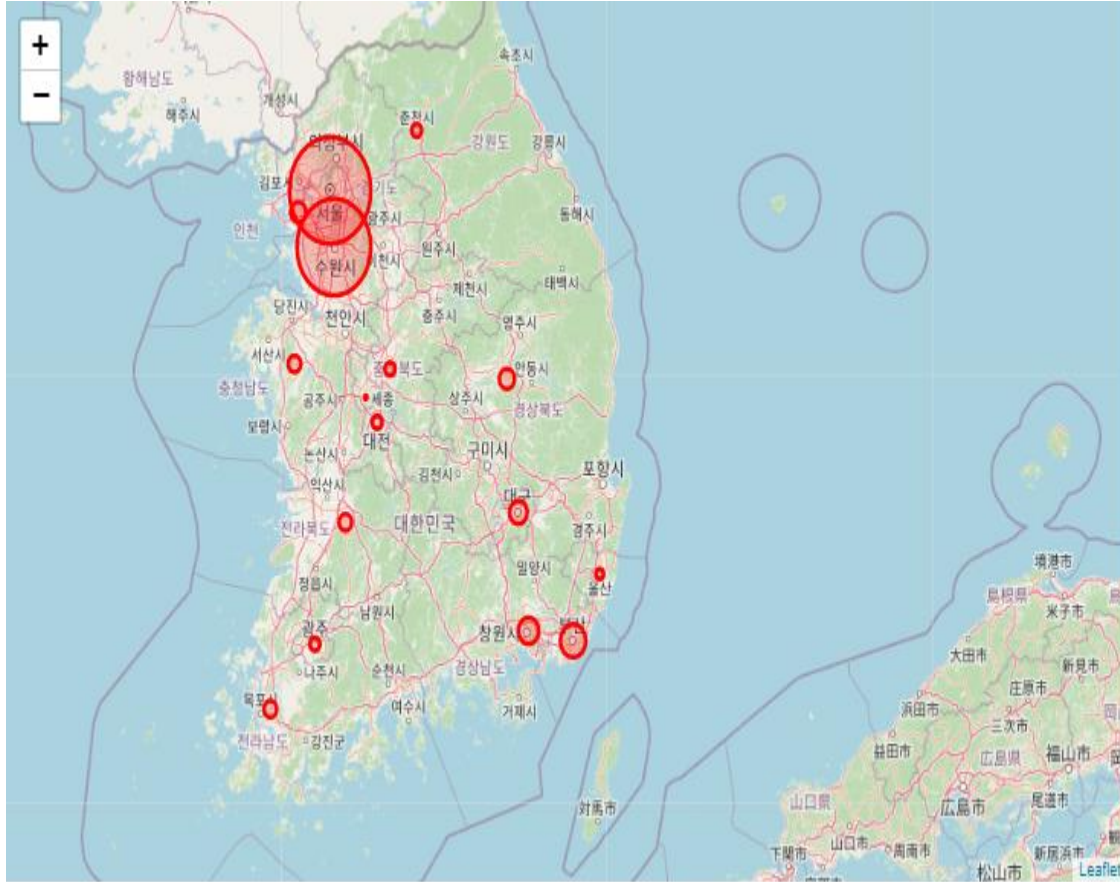 +
−
속초시
황해남도
개성시
해주시
춘천시
강원도
강릉시
의정부시
김포시
경기도
동해시
서울
광주시
인천
원주시
이천시
수원시
태백시
제천시
당진시
충주시
천안시
영주시
서산시
안동시
충청남도
공주시
세종
상주시
경상북도
보령시
대전
논산시
구미시
포항시
김천시
익산시
대구
전라북도
대한민국
경주시
밀양시
정읍시
울산
남원시
광주
창원시
부산
나주시
순천시
경상남도
목포시
여수시
거제시
전라남도
강진군
境港市
島根県
米子市
大田市
新見市
庄原市
浜田市
三次市
益田市
広島県
福山市
対馬市
山口県
広島市
尾道市
山口市
周南市
下関市
新居浜市
松山市
Leaflet